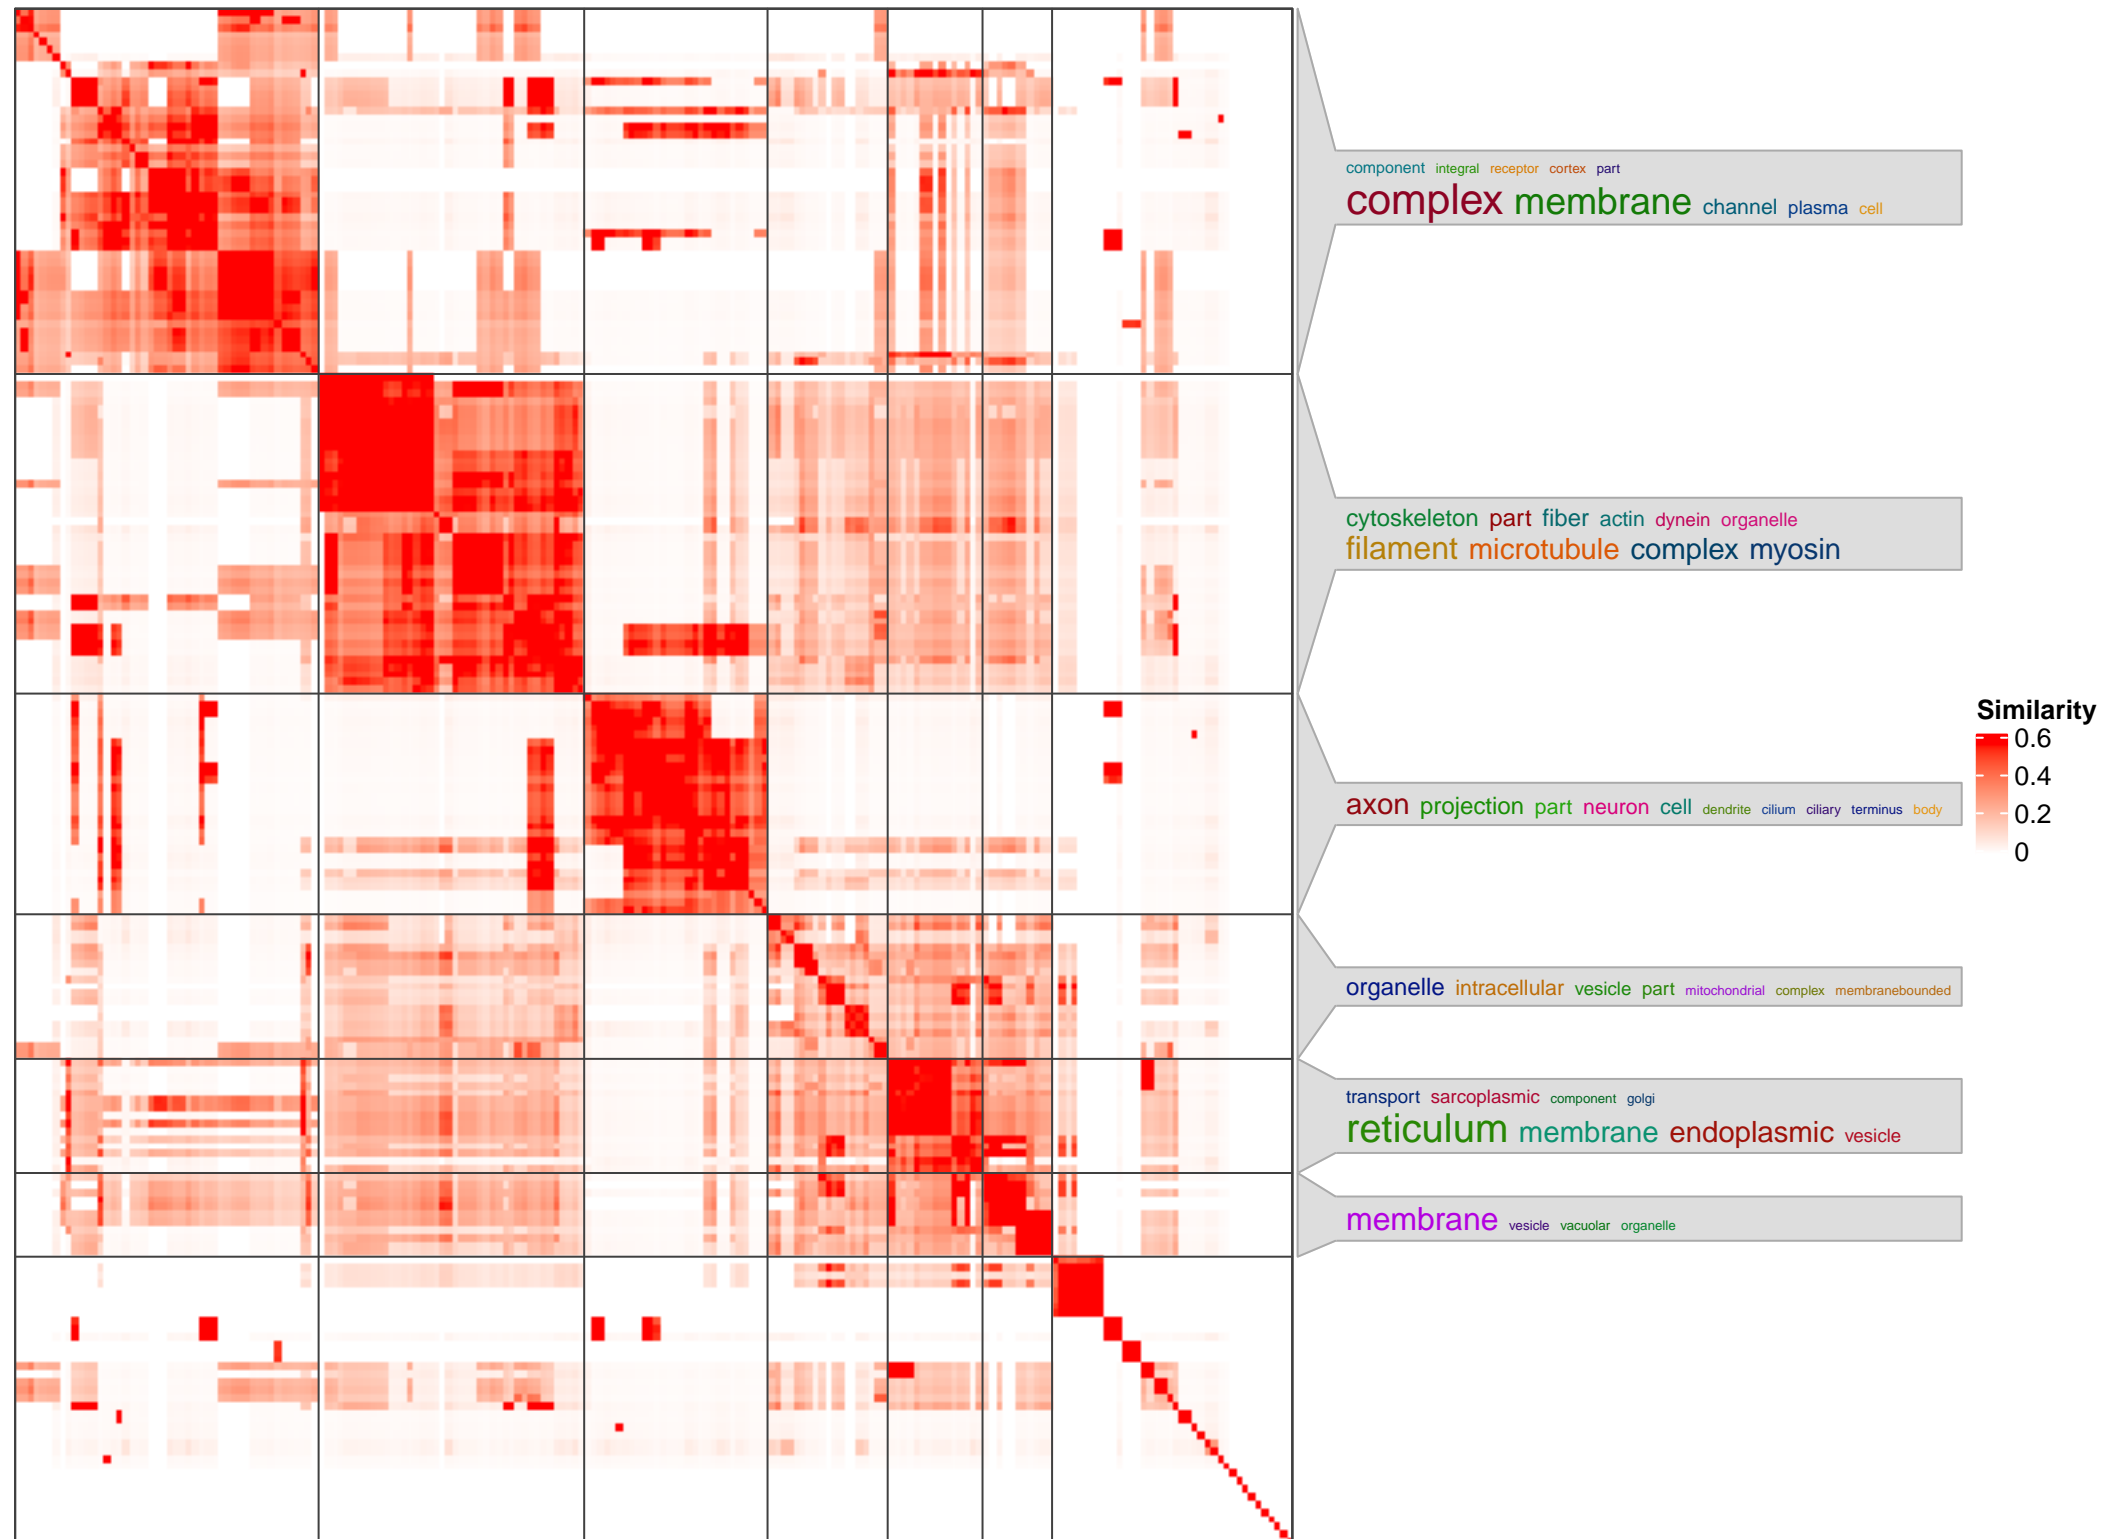 component integral receptor cortex part
complex membrane channel plasma cell
cytoskeleton part fiber actin dynein organelle
filament microtubule complex myosin
Similarity
0.6
0.4
0.2
0
axon projection part neuron cell dendrite cilium ciliary terminus body
organelle intracellular vesicle part mitochondrial complex membranebounded
transport sarcoplasmic component golgi
reticulum membrane endoplasmic vesicle
membrane vesicle vacuolar organelle